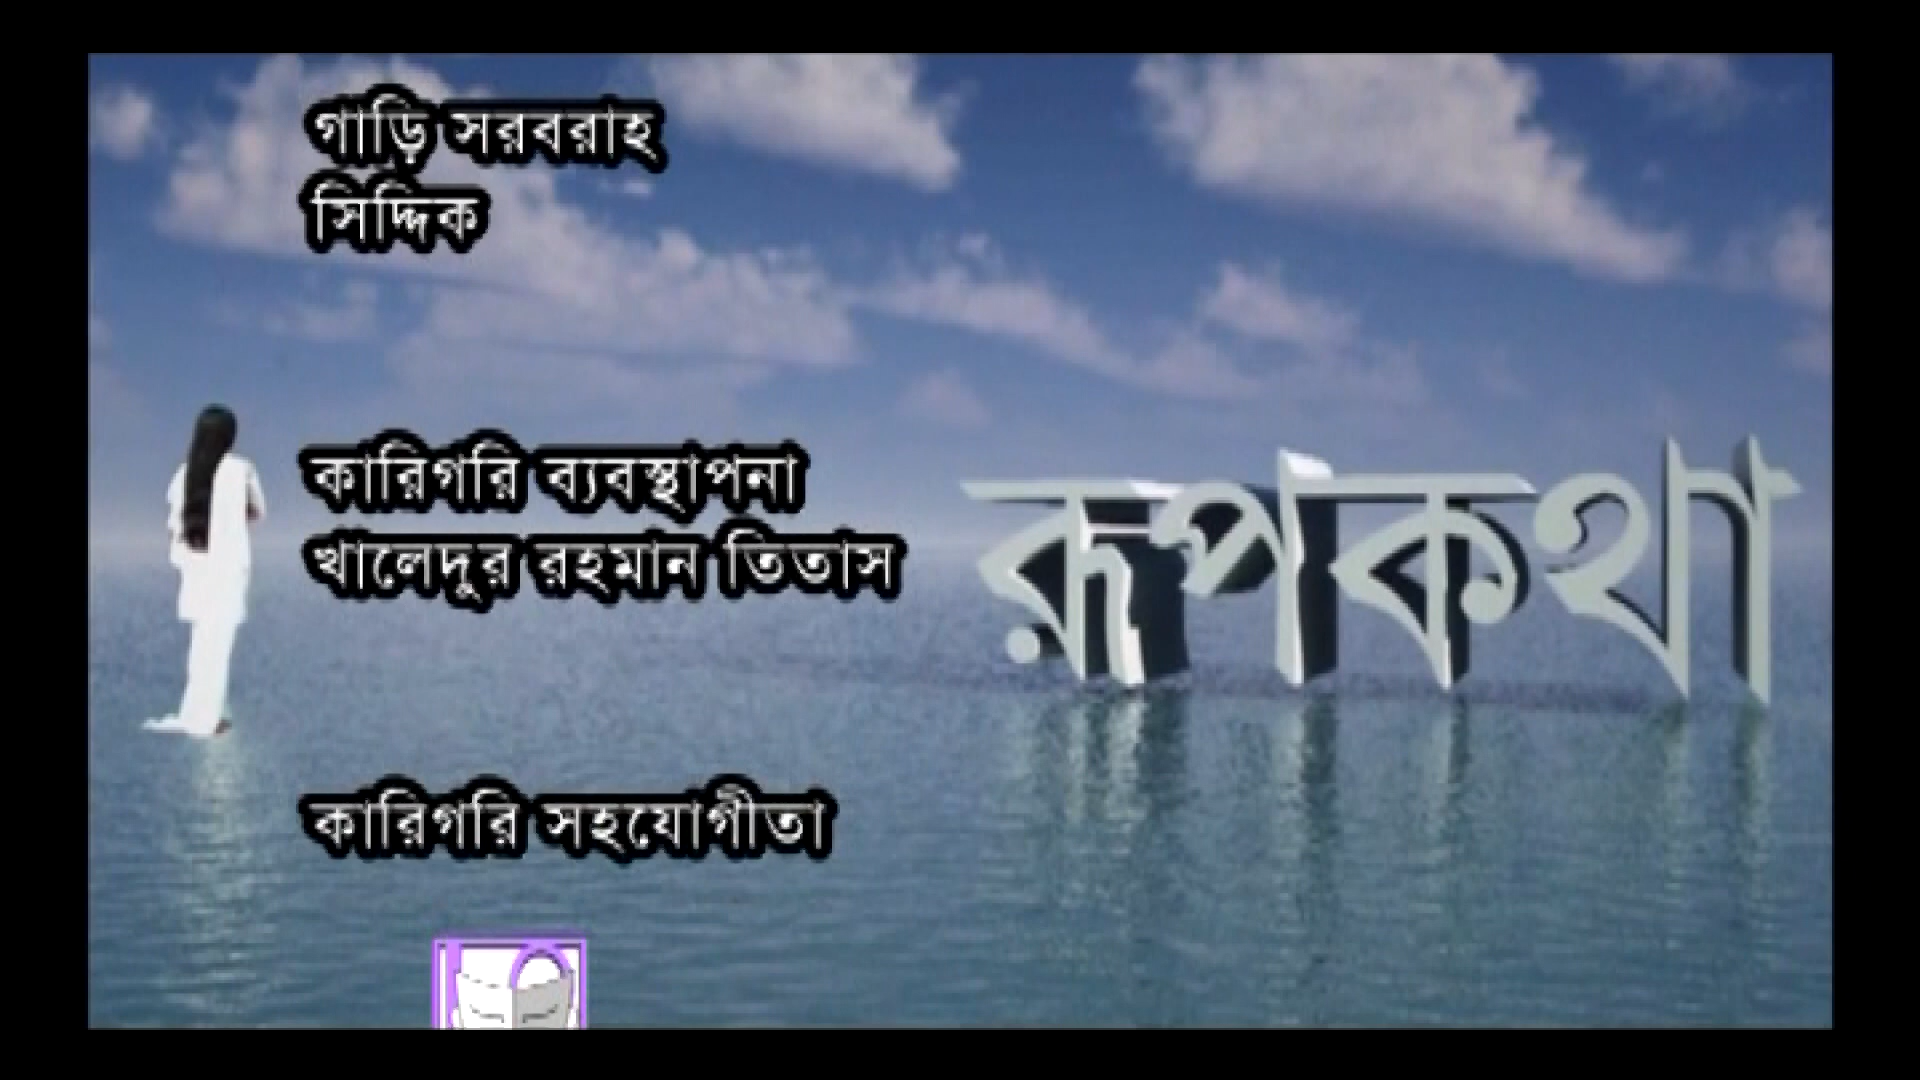 গাড়ি সরবরাহ
সিদ্দিক
কারিগরি ব্যবস্থাপনা
খালেদুর রহমান তিতাস
রূপকথা
কারিগরি সহযোগীতা